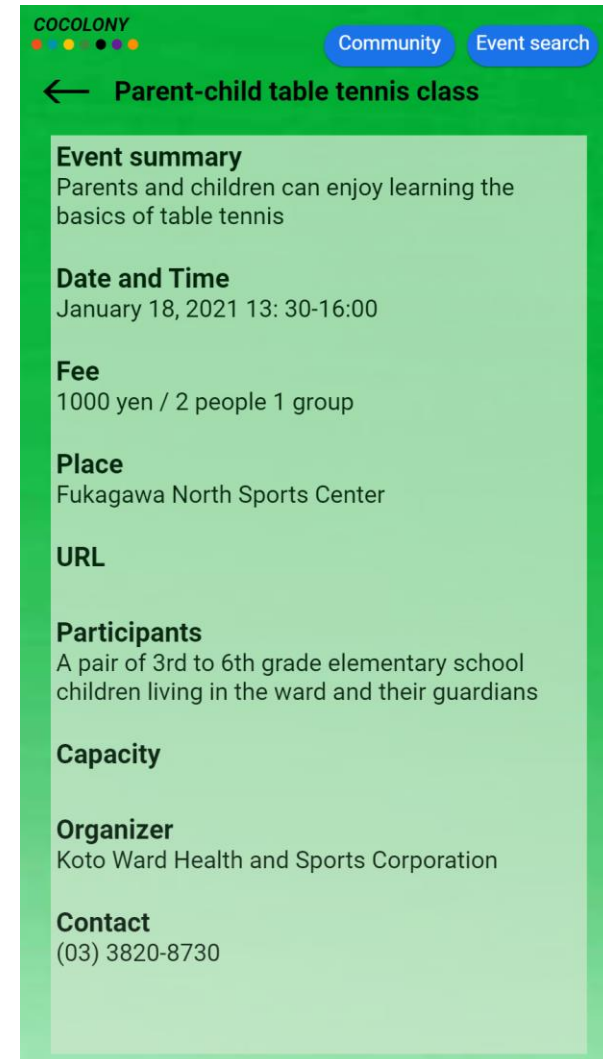 COCOLONY
Community
Event search
← Parent-child table tennis class
Event summary
Parents and children can enjoy learning the
basics of table tennis
Date and Time
January 18, 2021 13: 30-16:00
Fee
1000 yen / 2 people 1 group
Place
Fukagawa North Sports Center
URL
Participants
A pair of 3rd to 6th grade elementary school
children living in the ward and their guardians
Capacity
Organizer
Koto Ward Health and Sports Corporation
Contact
(03) 3820-8730